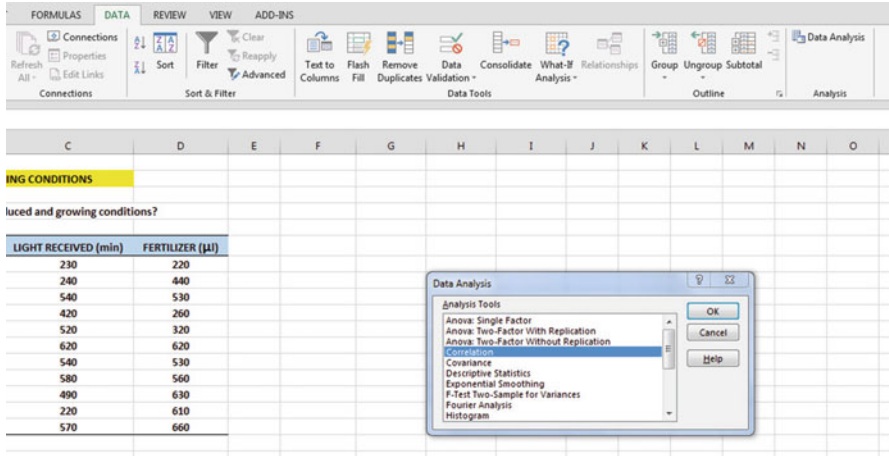 FORMULAS DATA REVIEW VIEW ADD-INS
Connections
Properties
Edit Links
Refresh All
Connections
Sort
Filter
Clear
Reapply
Advanced
Sort & Filter
Text to Columns
Flash Fill
Remove Duplicates
Data Validation
Consolidate
What-If Analysis
Relationships
Data Tools
Group
Ungroup
Subtotal
Outline
Data Analysis
Analysis
C D E F G H I J K L M N O
ING CONDITIONS
luced and growing conditions?
LIGHT RECEIVED (min) FERTILIZER (µl)
230 220
240 440
540 530
420 260
520 320
620 620
540 530
580 560
490 630
220 610
570 660
Data Analysis
Analysis Tools
Anova: Single Factor
Anova: Two-Factor With Replication
Anova: Two-Factor Without Replication
Correlation
Covariance
Descriptive Statistics
Exponential Smoothing
F-Test Two-Sample for Variances
Fourier Analysis
Histogram
OK
Cancel
Help